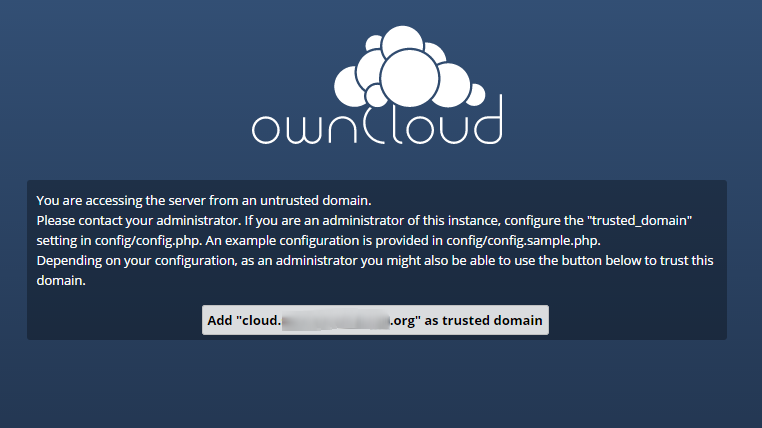 ownCloud
You are accessing the server from an untrusted domain.
Please contact your administrator. If you are an administrator of this instance, configure the "trusted_domain"
setting in config/config.php. An example configuration is provided in config/config.sample.php.
Depending on your configuration, as an administrator you might also be able to use the button below to trust this
domain.
Add "cloud. .org" as trusted domain